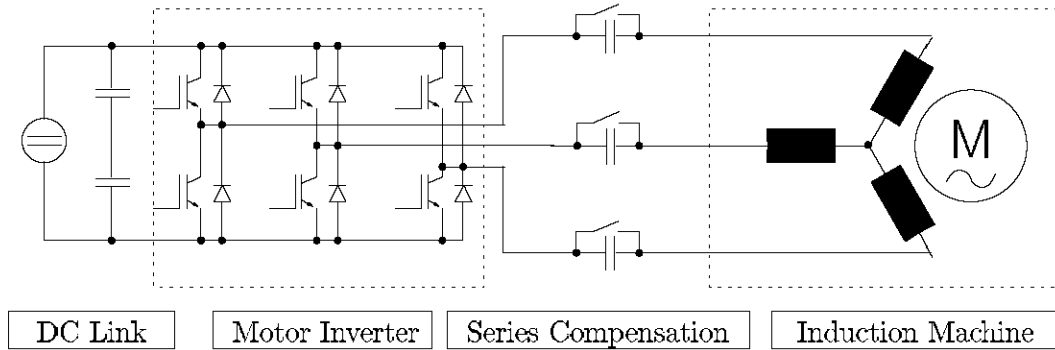 M
DC Link
Motor Inverter
Series Compensation
Induction Machine